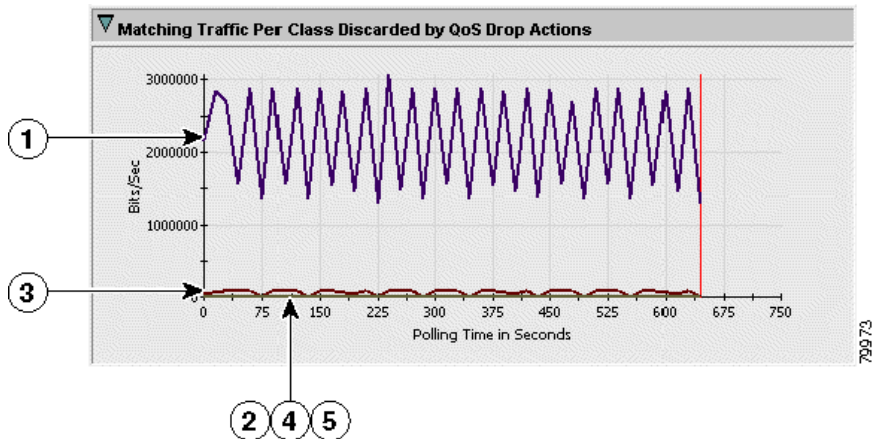 Matching Traffic Per Class Discarded by QoS Drop Actions
3000000
2000000
1000000
0
Bits/Sec
0 75 150 225 300 375 450 525 600 675 750
Polling Time in Seconds
1
3
2 4 5
79973